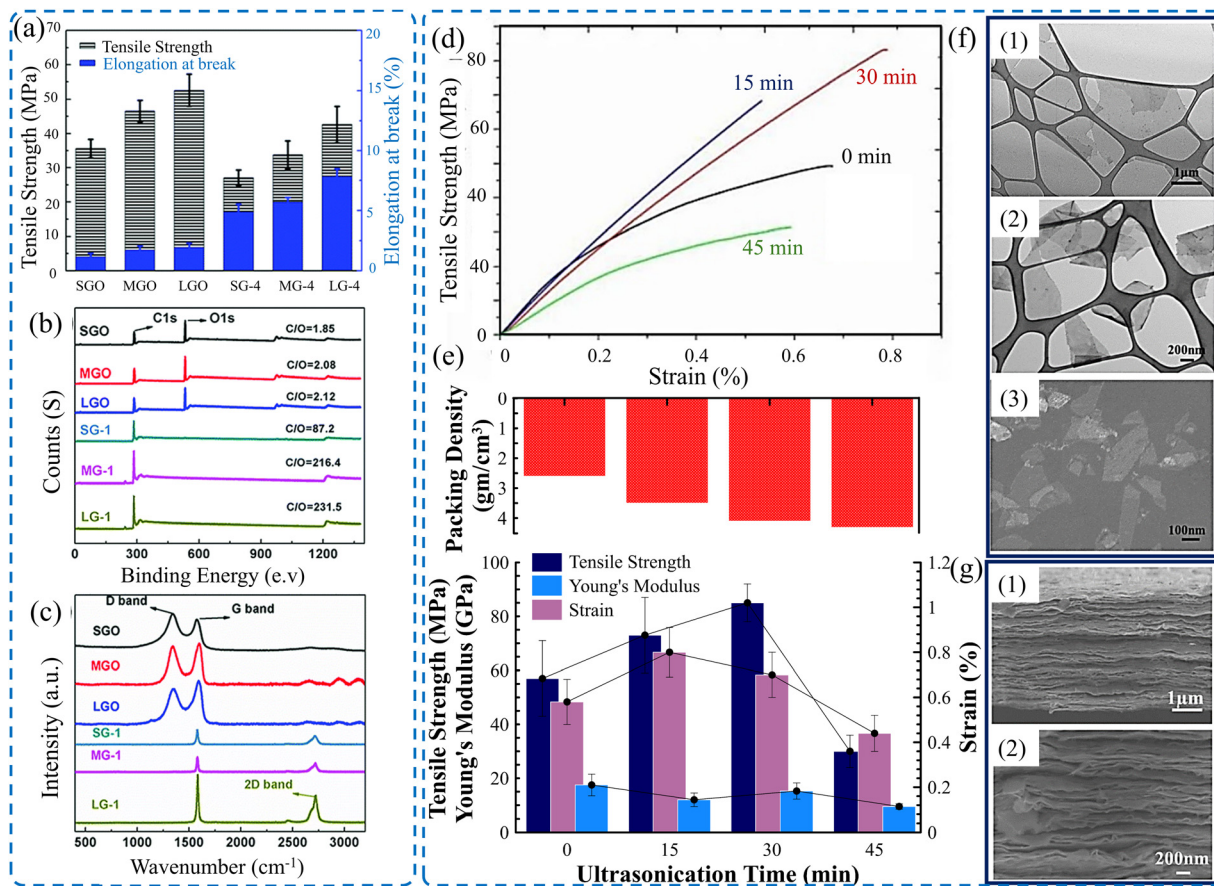 (a)
70
60
50
40
30
20
10
0
Tensile Strength (MPa)
Tensile Strength
Elongation at break
20
15
10
5
0
Elongation at break (%)
SGO MGO LGO SG-4 MG-4 LG-4
(b)
Counts (S)
C1s O1s
SGO C/O=1.85
MGO C/O=2.08
LGO C/O=2.12
SG-1 C/O=87.2
MG-1 C/O=216.4
LG-1 C/O=231.5
0 300 600 900 1200
Binding Energy (e.v)
(c)
Intensity (a.u.)
D band
G band
SGO
MGO
LGO
SG-1
MG-1
2D band
LG-1
500 1000 1500 2000 2500 3000
Wavenumber (cm⁻¹)
(d)
Tensile Strength (MPa)
80
60
40
40
0
15 min
30 min
0 min
45 min
0 0.2 0.4 0.6 0.8
Strain (%)
(e)
Packing Density
(gm/cm³)
0
1
2
3
4
Tensile Strength (MPa)
Young's Modulus (GPa)
100
80
60
40
20
0
Tensile Strength
Young's Modulus
Strain
1.2
1
0.8
0.6
0.4
0.2
0
Strain (%)
0 15 30 45
Ultrasonication Time (min)
(f)
(1)
1µm
(2)
200nm
(3)
100nm
(g)
(1)
1µm
(2)
200nm